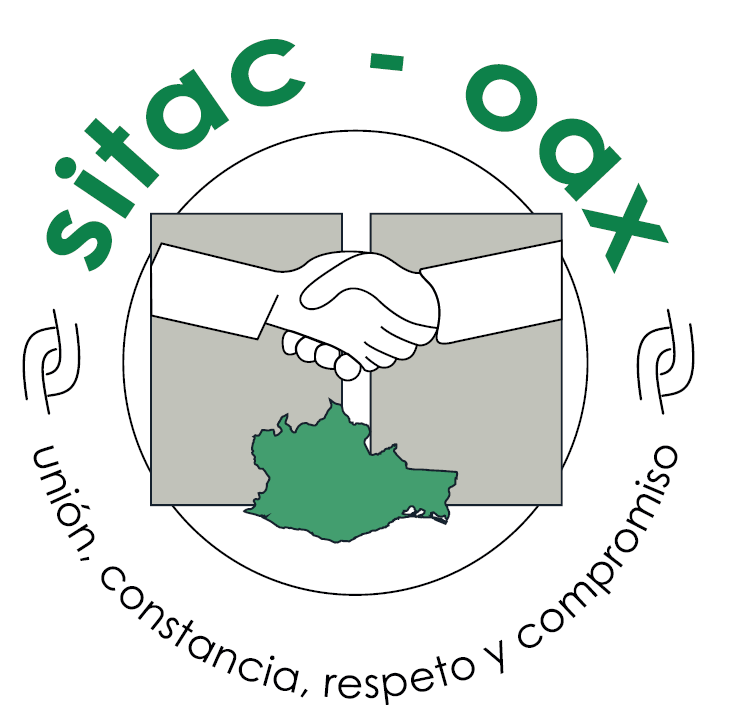 sitac - oax
unión, constancia, respeto y compromiso